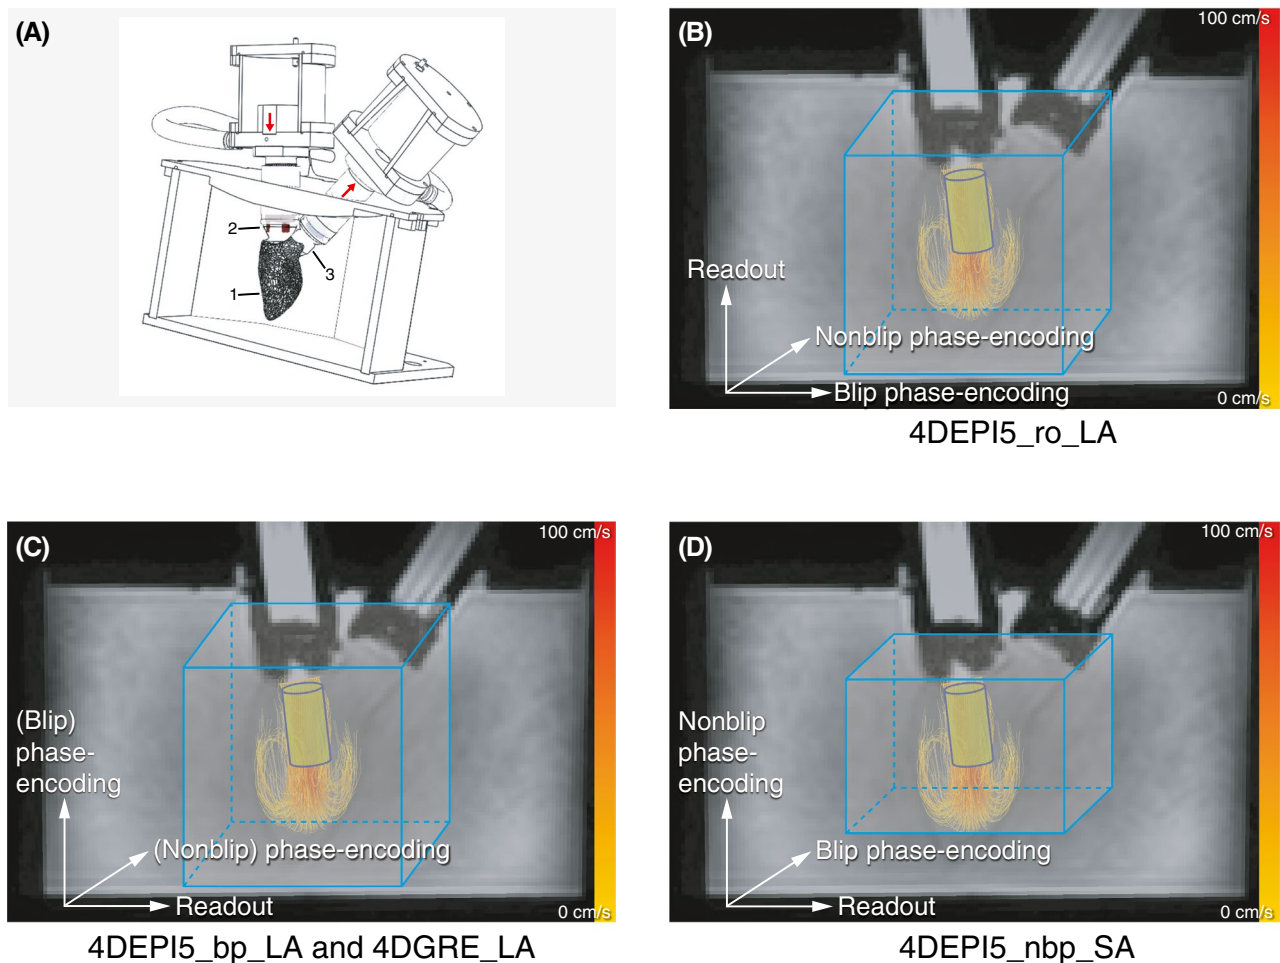 (A)
2
1
3
(B)
100 cm/s
Readout
Nonblip phase-encoding
Blip phase-encoding
0 cm/s
4DEPI5_ro_LA
(C)
100 cm/s
(Blip)
phase-
encoding
(Nonblip) phase-encoding
Readout
0 cm/s
4DEPI5_bp_LA and 4DGRE_LA
(D)
100 cm/s
Nonblip
phase-
encoding
Blip phase-encoding
Readout
0 cm/s
4DEPI5_nbp_SA